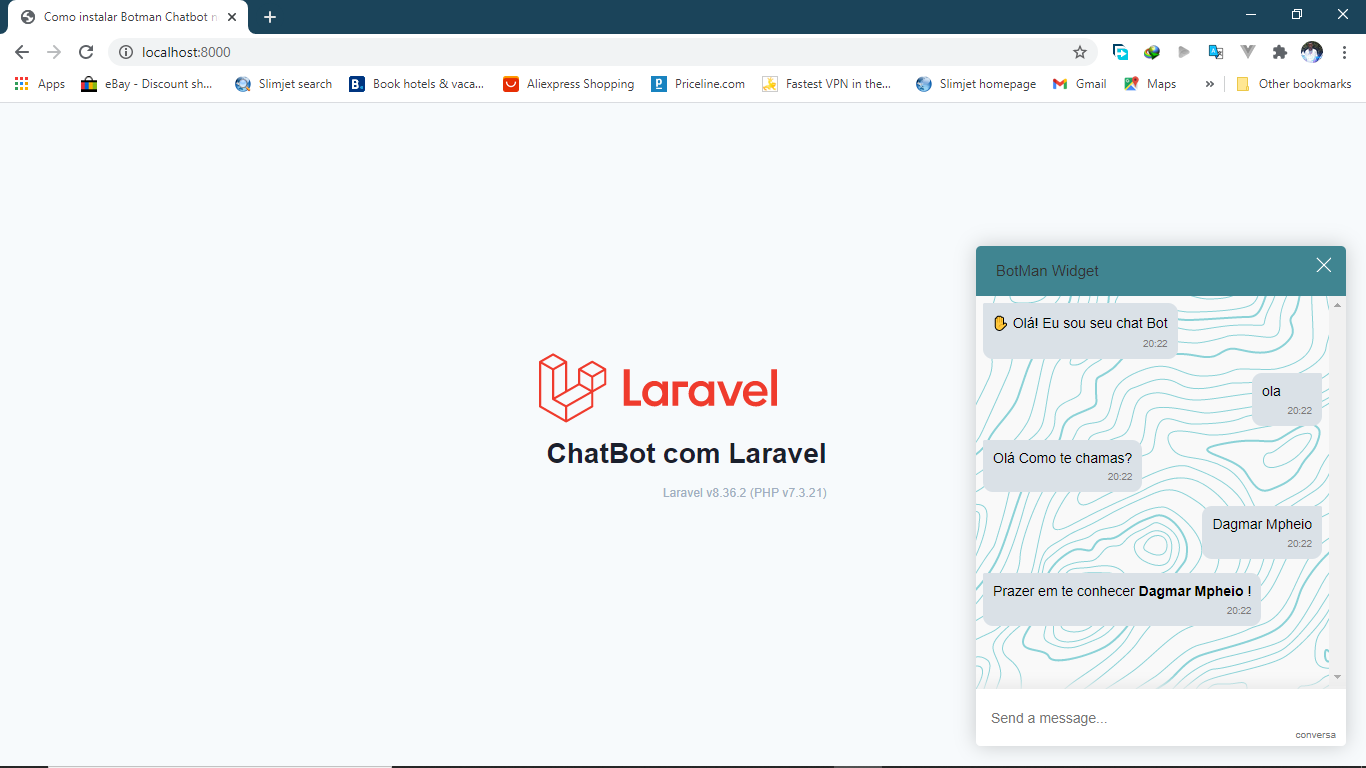 Como instalar Botman Chatbot n
localhost:8000
Apps
eBay - Discount sh...
Slimjet search
Book hotels & vaca...
Aliexpress Shopping
Priceline.com
Fastest VPN in the...
Slimjet homepage
Gmail
Maps
»
Other bookmarks
Laravel
ChatBot com Laravel
Laravel v8.36.2 (PHP v7.3.21)
BotMan Widget
✋ Olá! Eu sou seu chat Bot
20:22
ola
20:22
Olá Como te chamas?
20:22
Dagmar Mpheio
20:22
Prazer em te conhecer Dagmar Mpheio !
20:22
Send a message...
conversa